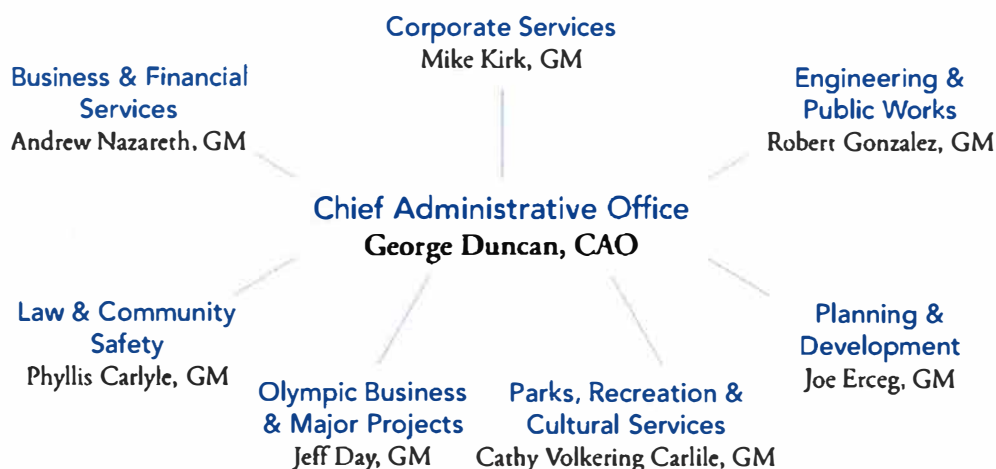 Corporate Services
Mike Kirk, GM
Business & Financial
Services
Andrew Nazareth, GM
Engineering &
Public Works
Robert Gonzalez, GM
Chief Administrative Office
George Duncan, CAO
Law & Community
Safety
Phyllis Carlyle, GM
Planning &
Development
Joe Erceg, GM
Olympic Business
& Major Projects
Jeff Day, GM
Parks, Recreation &
Cultural Services
Cathy Volkering Carlile, GM